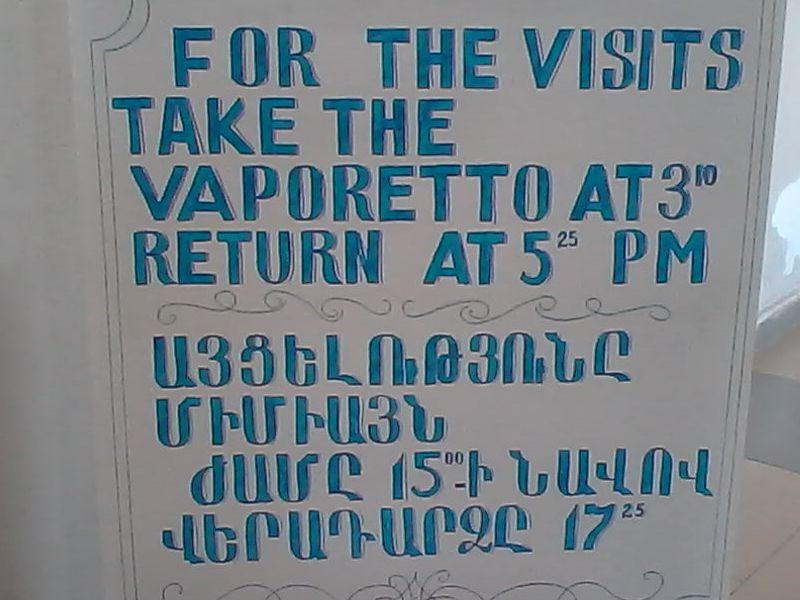 FOR THE VISITS
TAKE THE
VAPORETTO AT 3¹⁰
RETURN AT 5²⁵ PM
ԱՅՑԵԼՈՒԹՅՈՒՆԸ
ՄԻՄԻԱՅՆ
ԺԱՄԸ 15⁰⁰-Ի ՆԱՎՈՎ
ՎԵՐԱԴԱՐՁԸ 17²⁵